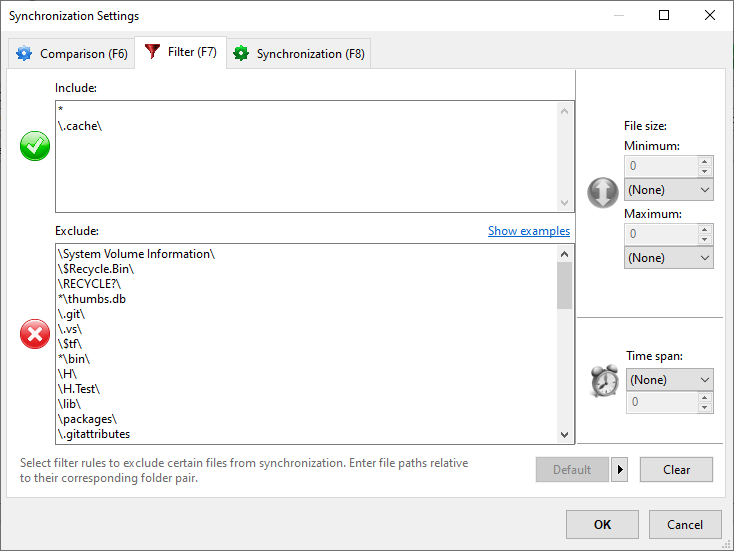 Synchronization Settings
Comparison (F6)
Filter (F7)
Synchronization (F8)
Include:
*
\.cache\
Exclude:
Show examples
\System Volume Information\
\$Recycle.Bin\
\RECYCLE?\
*\thumbs.db
\.git\
\.vs\
\$tf\
*\bin\
\H\
\H.Test\
\lib\
\packages\
\.gitattributes
File size:
Minimum:
0
(None)
Maximum:
0
(None)
Time span:
(None)
0
Select filter rules to exclude certain files from synchronization. Enter file paths relative
to their corresponding folder pair.
Default
Clear
OK
Cancel